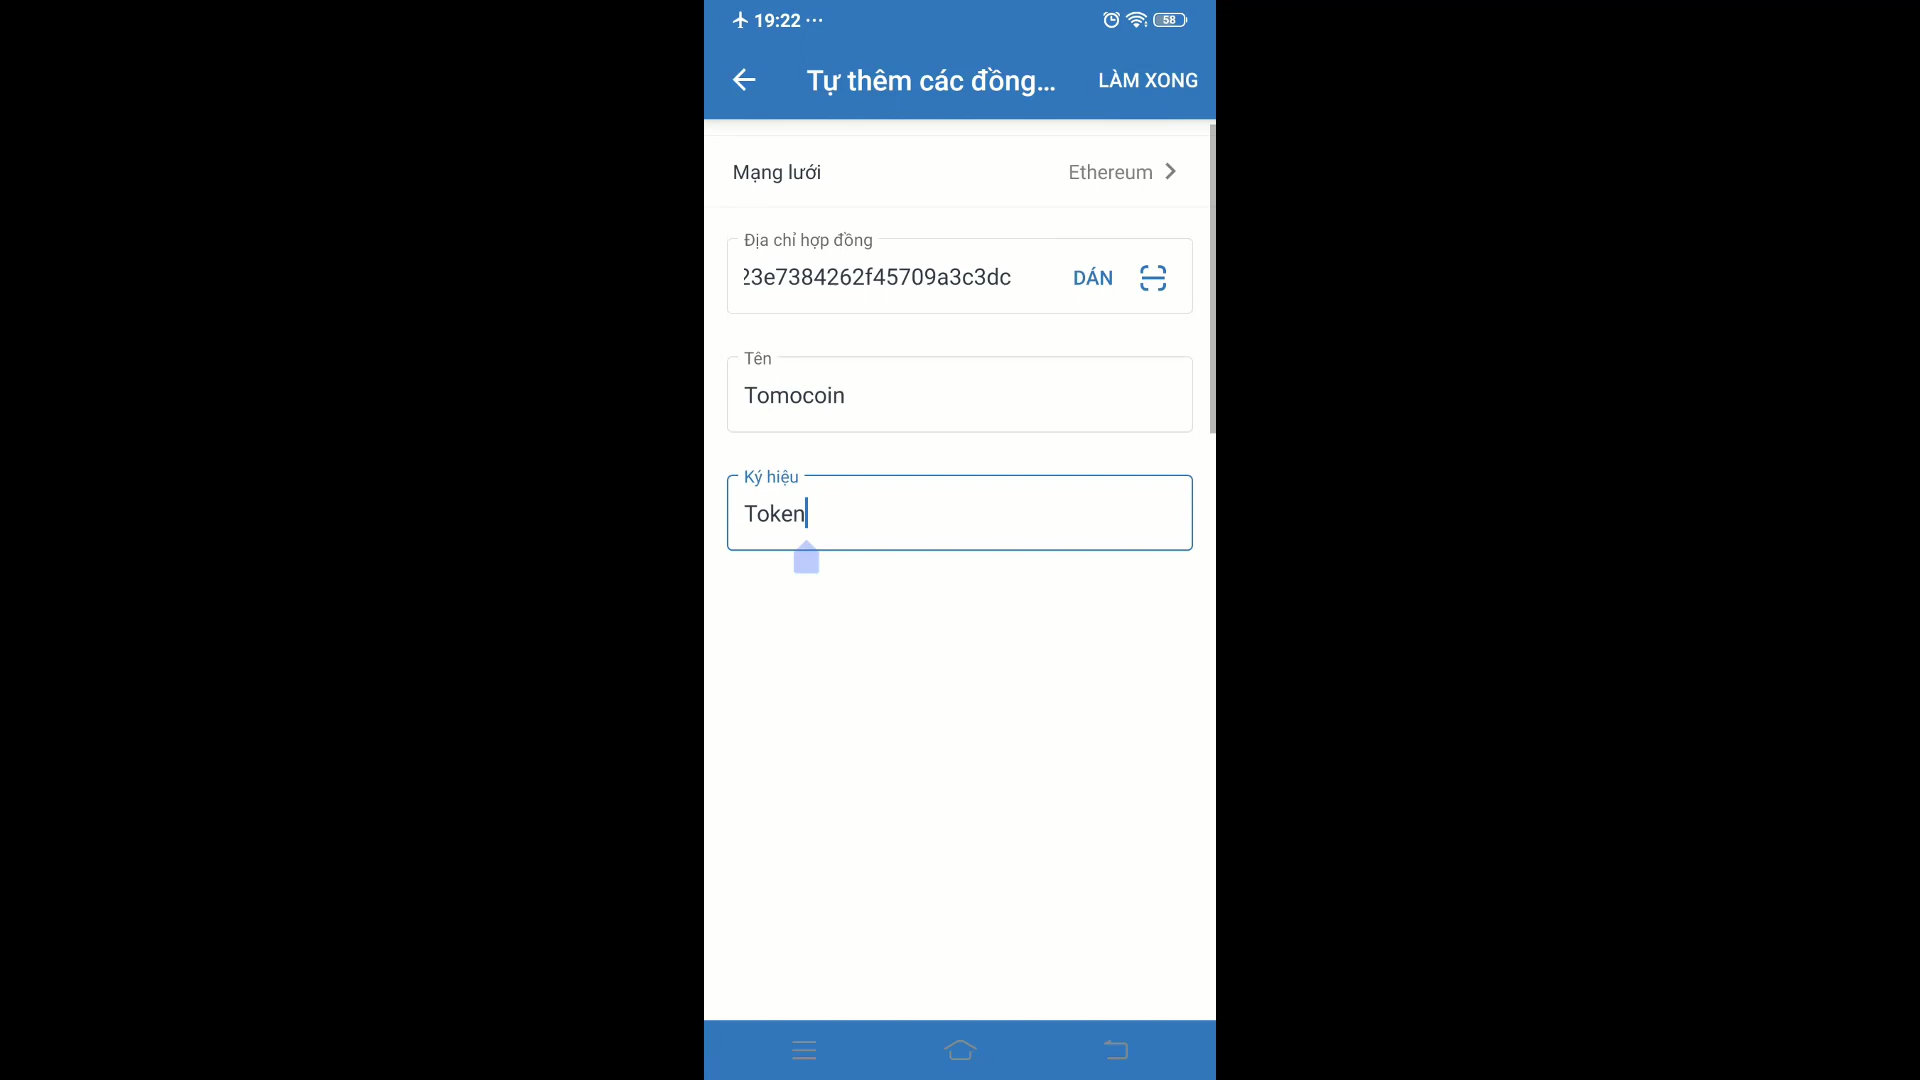 19:22 ...
58
Tự thêm các đồng...
LÀM XONG
Mạng lưới
Ethereum
Địa chỉ hợp đồng
23e7384262f45709a3c3dc
DÁN
Tên
Tomocoin
Ký hiệu
Token